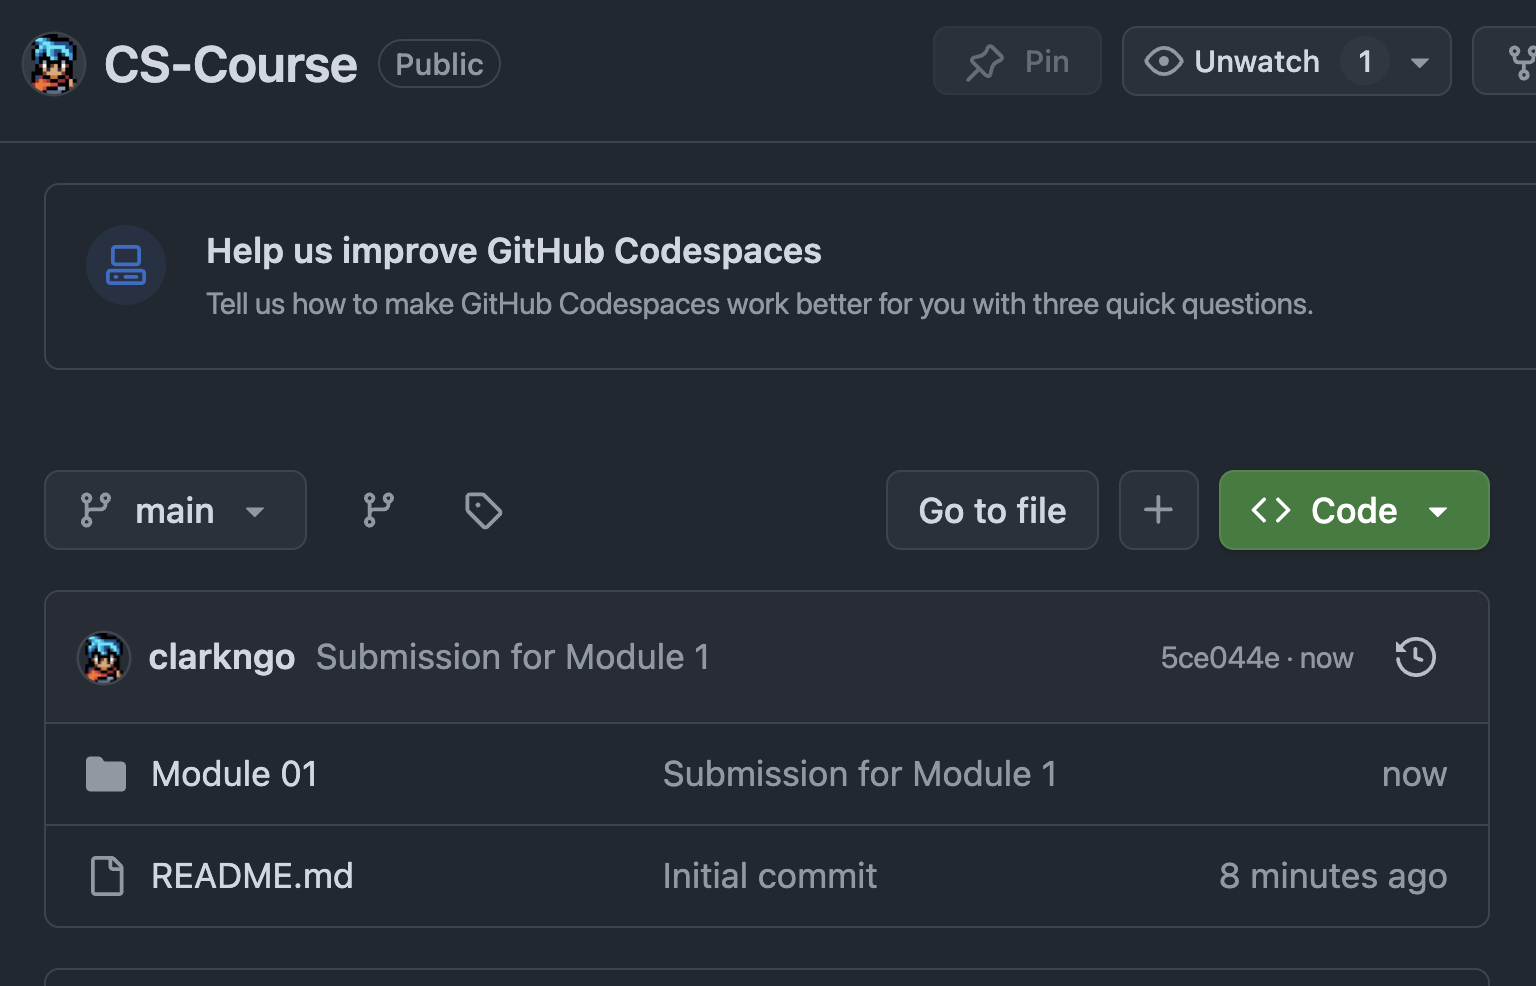 CS-Course Public Pin Unwatch 1
Help us improve GitHub Codespaces
Tell us how to make GitHub Codespaces work better for you with three quick questions.
main Go to file Code
clarkngo Submission for Module 1 5ce044e · now
Module 01 Submission for Module 1 now
README.md Initial commit 8 minutes ago